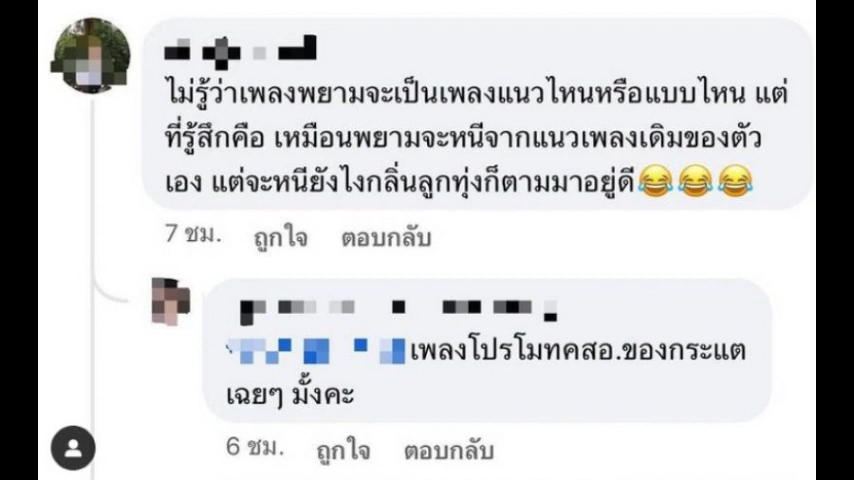 ไม่รู้ว่าเพลงพยามจะเป็นเพลงแนวไหนหรือแบบไหน แต่
ที่รู้สึกคือ เหมือนพยามจะหนีจากแนวเพลงเดิมของตัว
เอง แต่จะหนียังไงกลิ่นลูกทุ่งก็ตามมาอยู่ดี😂😂😂
7 ชม. ถูกใจ ตอบกลับ
เพลงโปรโมทคสอ.ของกระแต
เฉยๆ มั้งคะ
6 ชม. ถูกใจ ตอบกลับ